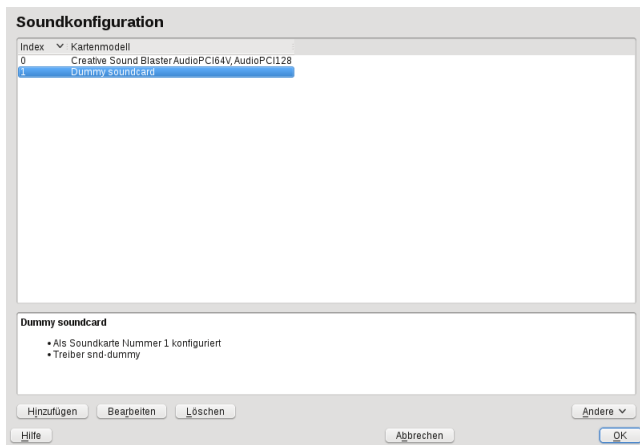 Soundkonfiguration
Index Kartenmodell
0 Creative Sound Blaster AudioPCI64V, AudioPCI128
1 Dummy soundcard
Dummy soundcard
• Als Soundkarte Nummer 1 konfiguriert
• Treiber snd-dummy
Hinzufügen Bearbeiten Löschen Andere
Hilfe Abbrechen OK